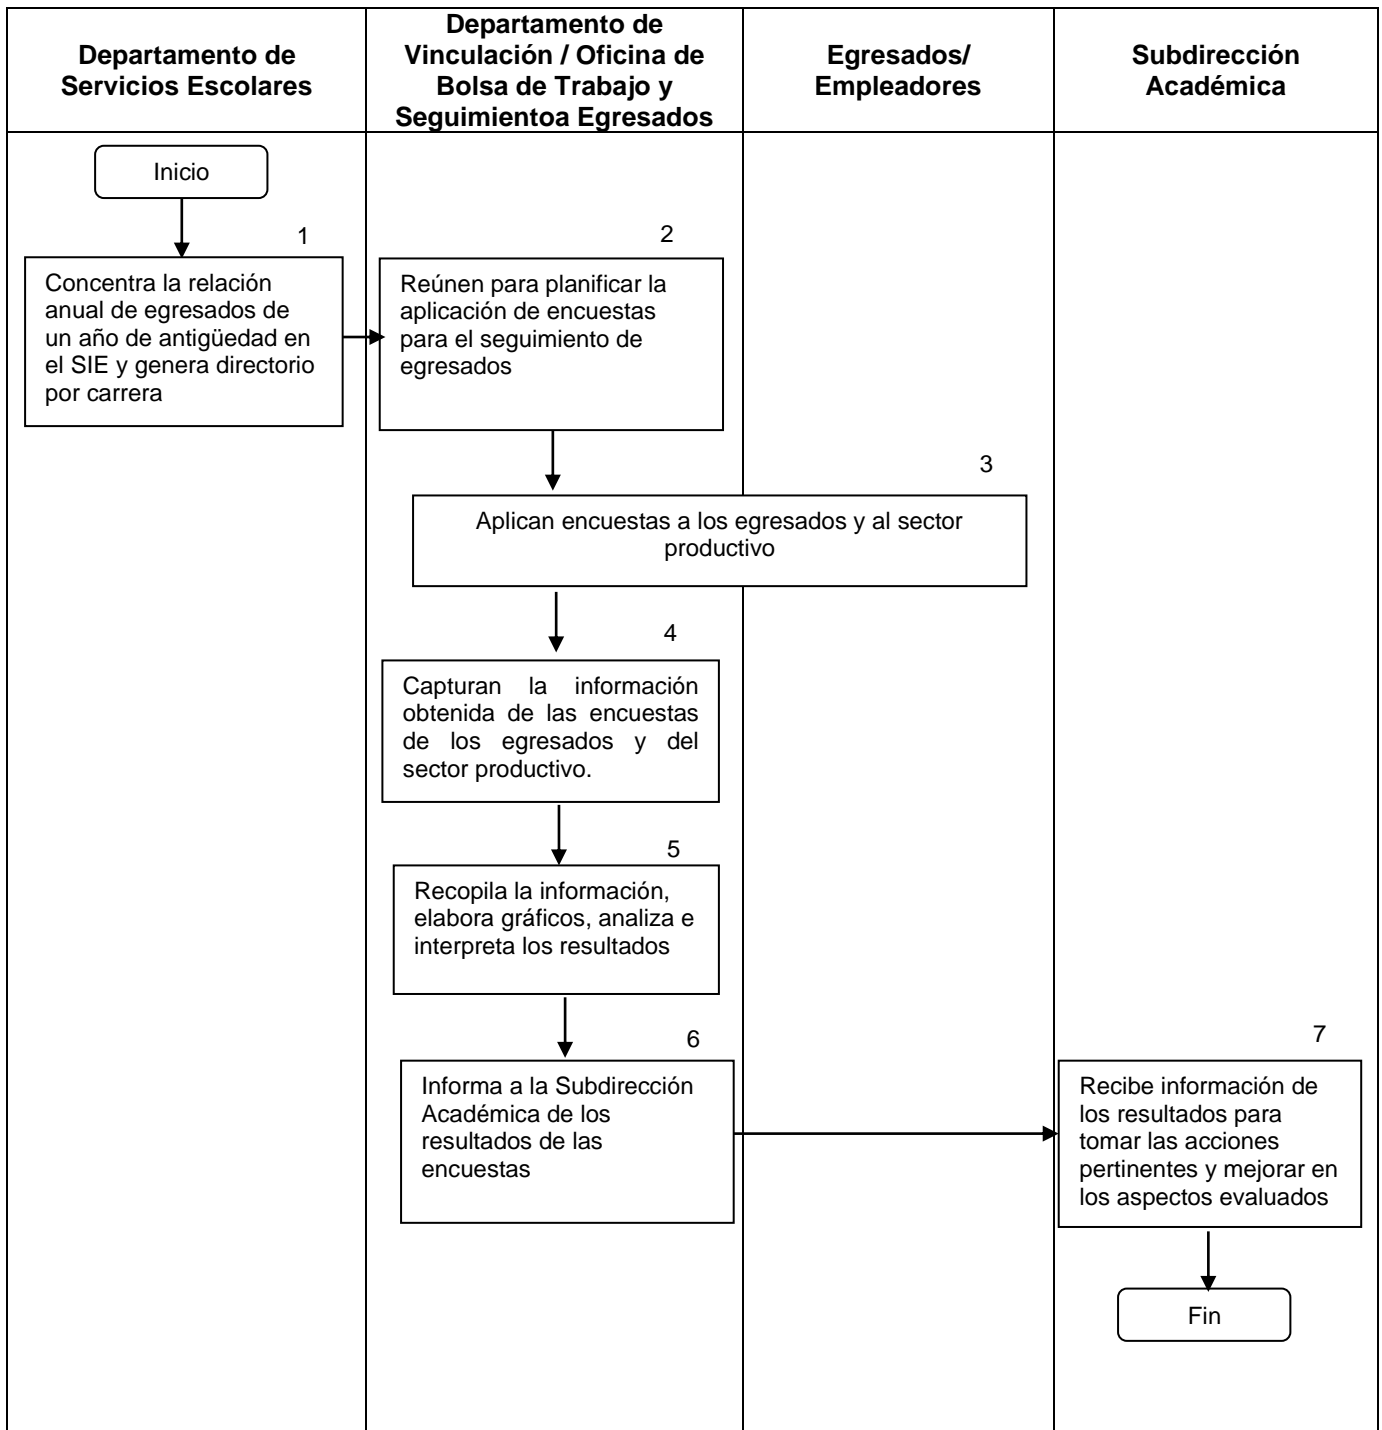 Departamento de
Servicios Escolares
Departamento de
Vinculación / Oficina de
Bolsa de Trabajo y
Seguimientoa Egresados
Egresados/
Empleadores
Subdirección
Académica
Inicio
1
Concentra la relación
anual de egresados de
un año de antigüedad en
el SIE y genera directorio
por carrera
2
Reúnen para planificar la
aplicación de encuestas
para el seguimiento de
egresados
3
Aplican encuestas a los egresados y al sector
productivo
4
Capturan la información
obtenida de las encuestas
de los egresados y del
sector productivo.
5
Recopila la información,
elabora gráficos, analiza e
interpreta los resultados
6
Informa a la Subdirección
Académica de los
resultados de las
encuestas
7
Recibe información de
los resultados para
tomar las acciones
pertinentes y mejorar en
los aspectos evaluados
Fin